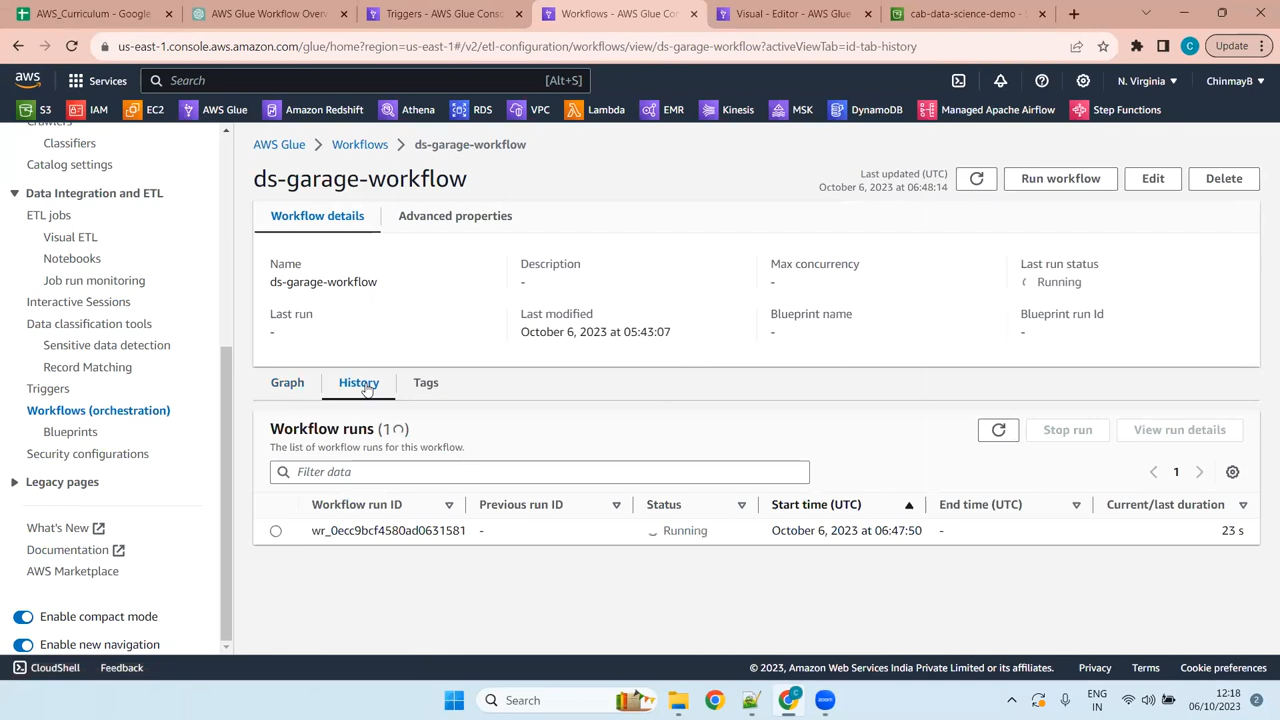 AWS_Curriculum - Google
AWS Glue Workflow Overv
Triggers - AWS Glue Conso
Workflows - AWS Glue Con
Visual - Editor - AWS Glue
cab-data-science-demo -
us-east-1.console.aws.amazon.com/glue/home?region=us-east-1#/v2/etl-configuration/workflows/view/ds-garage-workflow?activeViewTab=id-tab-history
C
Update
aws
Services
Search
[Alt+S]
N. Virginia
ChinmayB
S3
IAM
EC2
AWS Glue
Amazon Redshift
Athena
RDS
VPC
Lambda
EMR
Kinesis
MSK
DynamoDB
Managed Apache Airflow
Step Functions
Crawlers
Classifiers
Catalog settings
Data Integration and ETL
ETL jobs
Visual ETL
Notebooks
Job run monitoring
Interactive Sessions
Data classification tools
Sensitive data detection
Record Matching
Triggers
Workflows (orchestration)
Blueprints
Security configurations
Legacy pages
What's New
Documentation
AWS Marketplace
Enable compact mode
Enable new navigation
AWS Glue > Workflows > ds-garage-workflow
ds-garage-workflow
Last updated (UTC)
October 6, 2023 at 06:48:14
Run workflow
Edit
Delete
Workflow details
Advanced properties
Name
ds-garage-workflow
Description
-
Max concurrency
-
Last run status
Running
Last run
-
Last modified
October 6, 2023 at 05:43:07
Blueprint name
-
Blueprint run Id
-
Graph
History
Tags
Workflow runs (1)
The list of workflow runs for this workflow.
Stop run
View run details
Filter data
1
Workflow run ID
Previous run ID
Status
Start time (UTC)
End time (UTC)
Current/last duration
wr_0ecc9bcf4580ad0631581
-
Running
October 6, 2023 at 06:47:50
-
23 s
CloudShell
Feedback
© 2023, Amazon Web Services India Private Limited or its affiliates.
Privacy
Terms
Cookie preferences
Search
ENG
IN
12:18
06/10/2023
2